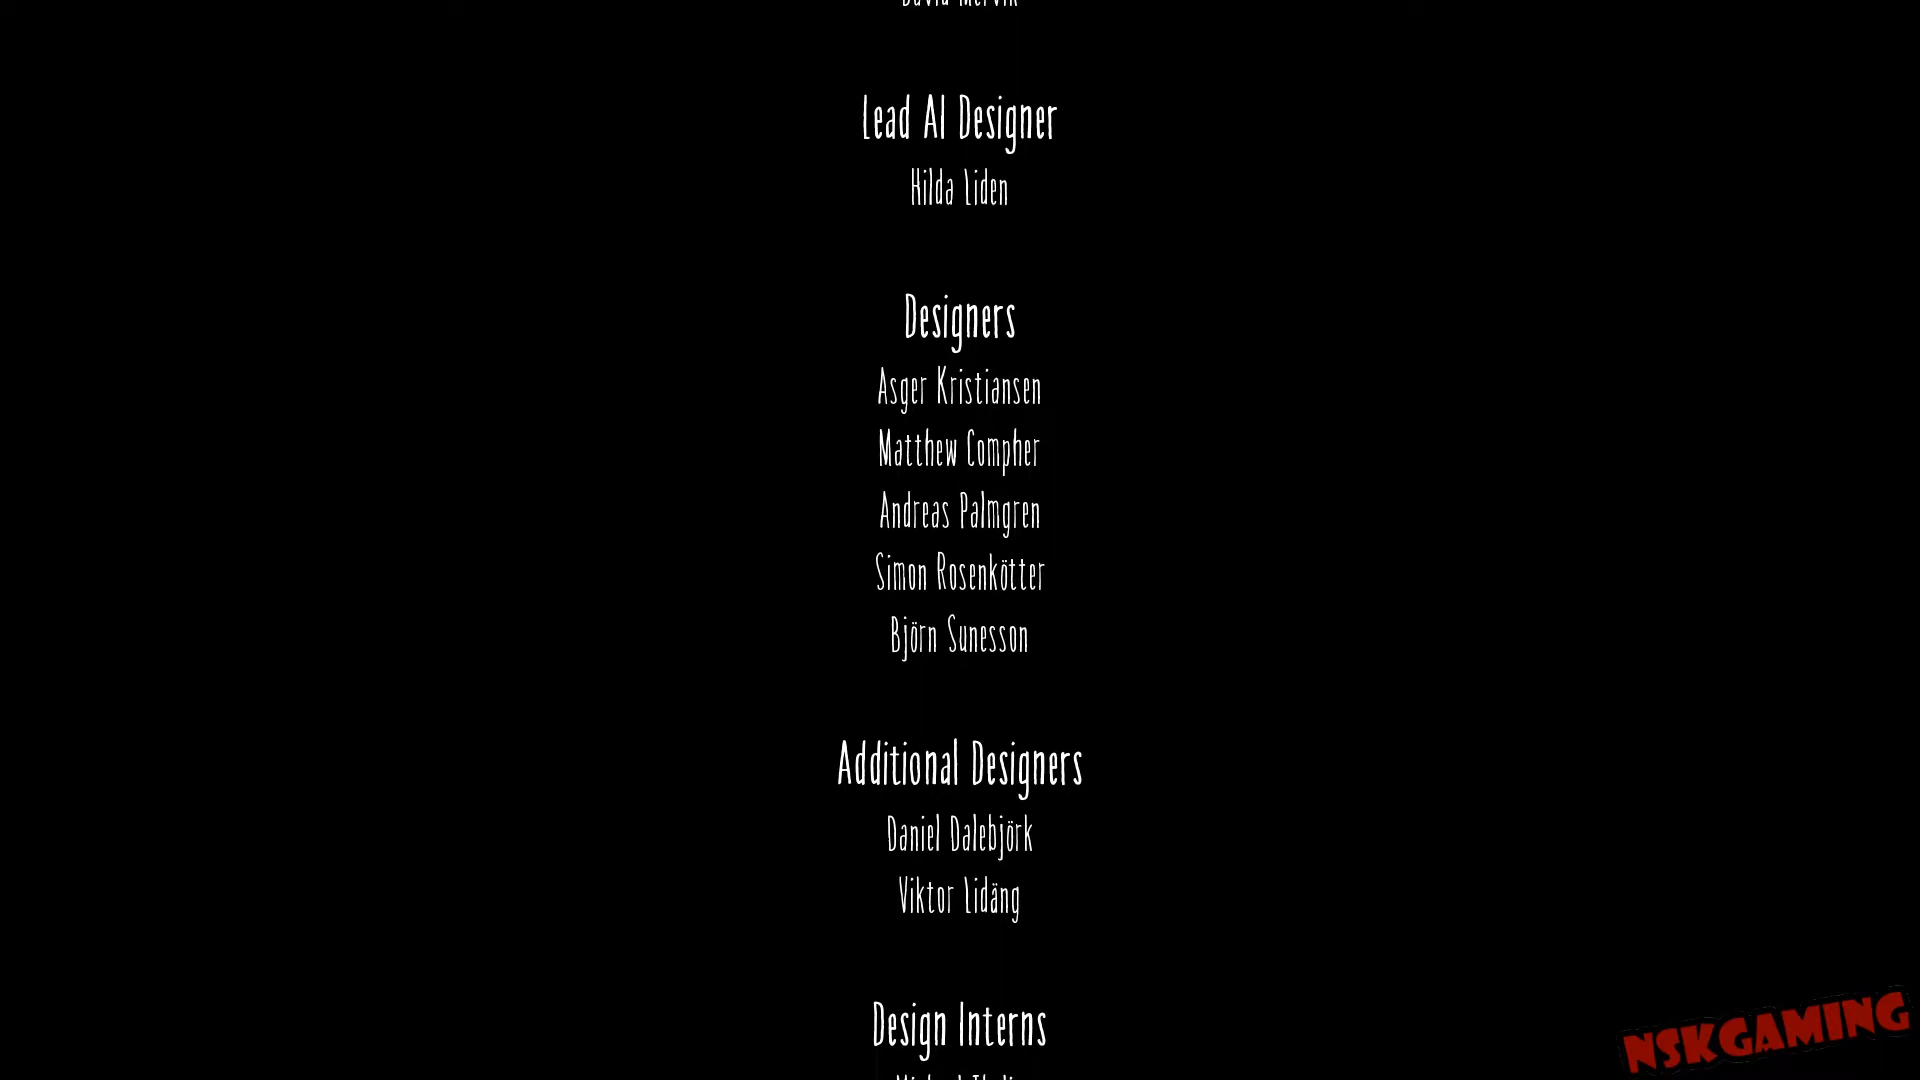 Lead AI Designer
Hilda Liden
Designers
Asger Kristiansen
Matthew Compher
Andreas Palmgren
Simon Rosenkötter
Björn Sunesson
Additional Designers
Daniel Dalebjörk
Viktor Lidäng
Design Interns
NSKGAMING